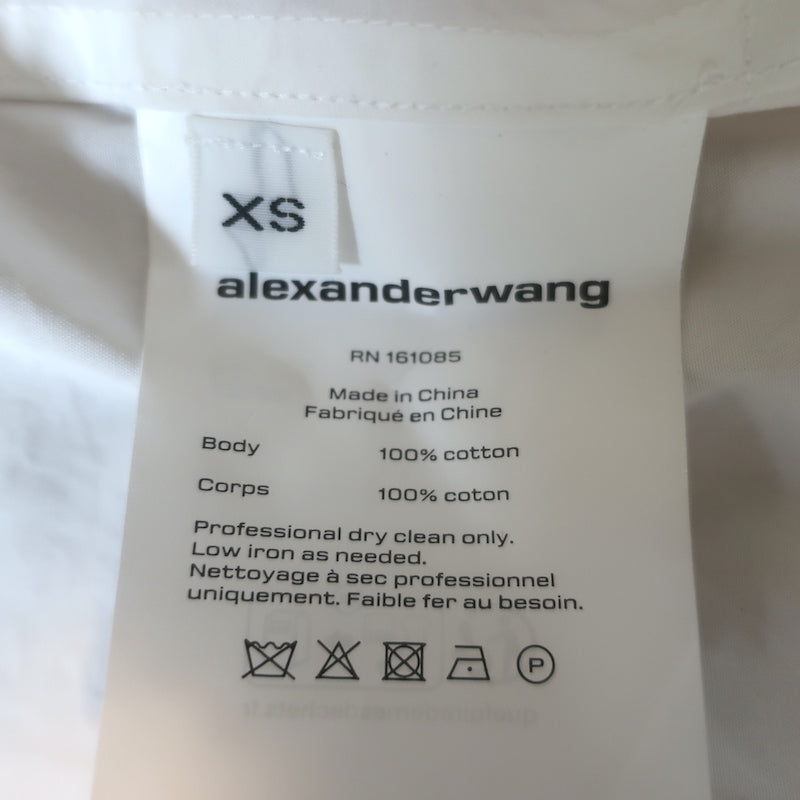 XS
alexanderwang
RN 161085
Made in China
Fabriqué en Chine
Body 100% cotton
Corps 100% coton
Professional dry clean only.
Low iron as needed.
Nettoyage à sec professionnel
uniquement. Faible fer au besoin.
P